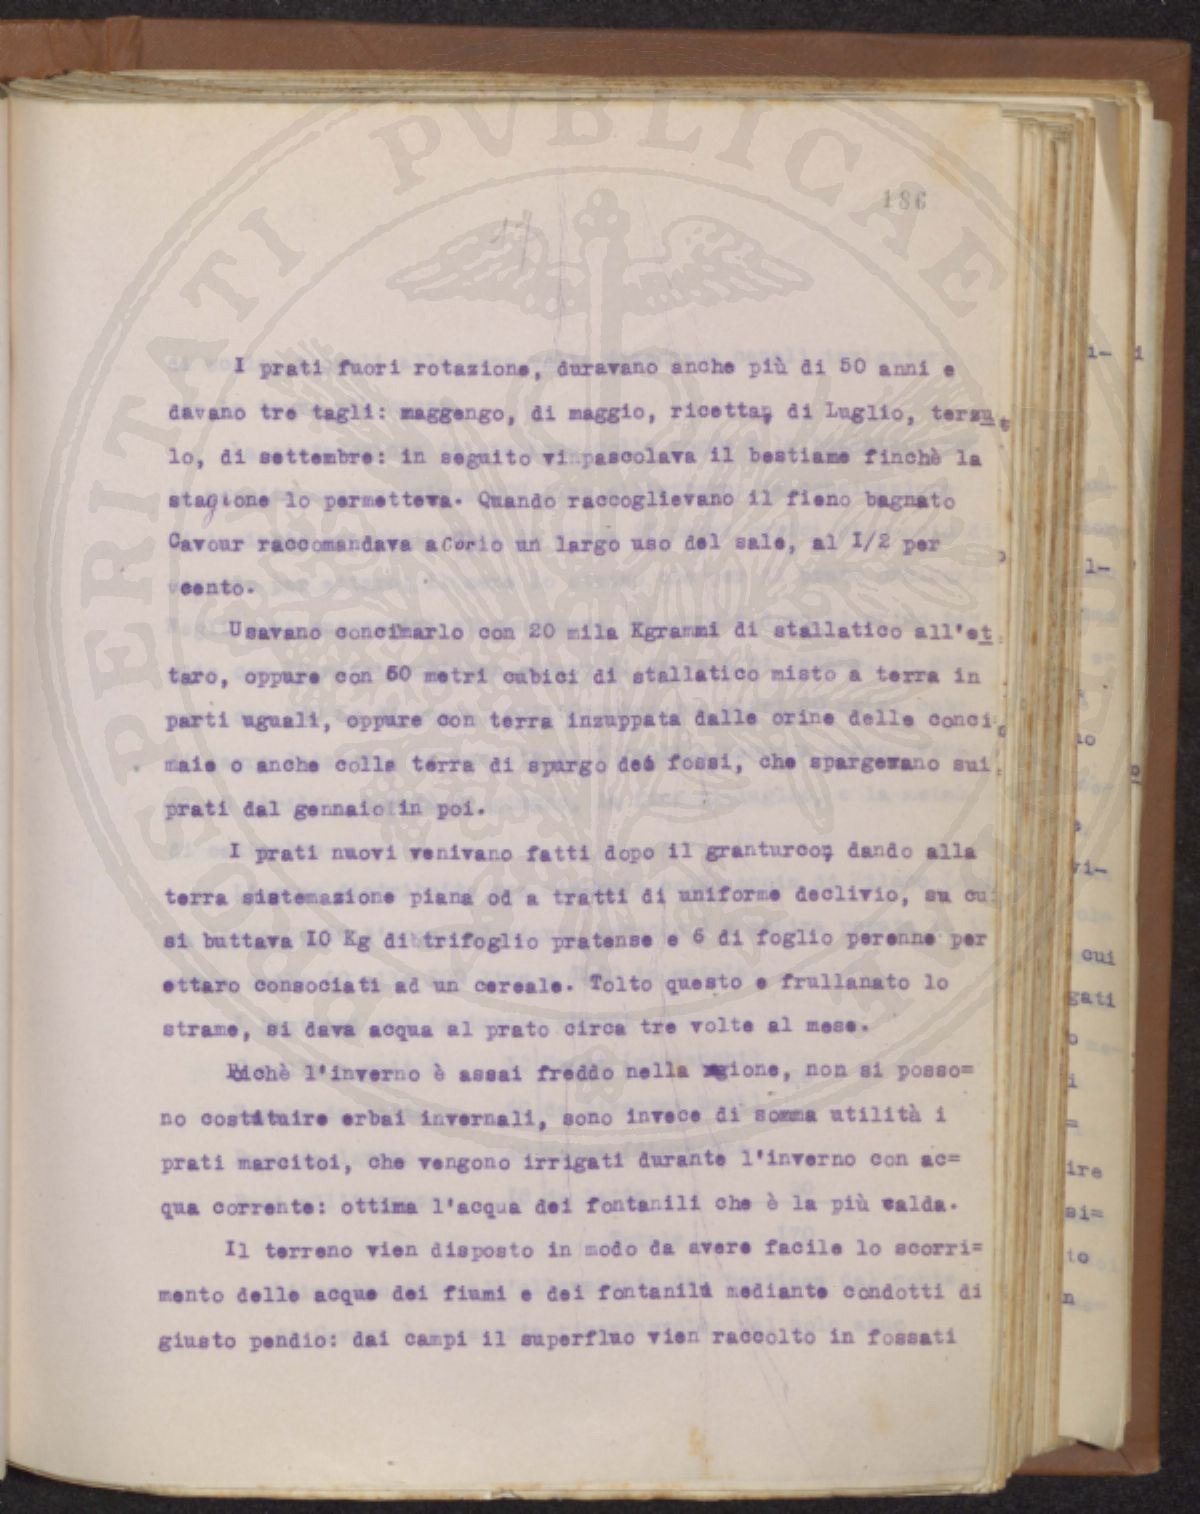 186
I prati fuori rotazione, duravano anche più di 50 anni e
davano tre tagli: maggengo, di maggio, ricetta, di Luglio, terzu
lo, di settembre: in seguito vi pascolava il bestiame finchè la
stagione lo permetteva. Quando raccoglievano il fieno bagnato
Cavour raccomandava a Corio un largo uso del sale, al I/2 per
cento.
Usavano concimarlo con 20 mila Kgrammi di stallatico all'et
taro, oppure con 50 metri cubici di stallatico misto a terra in
parti uguali, oppure con terra inzuppata dalle orine delle conci
maie o anche colla terra di spurgo dei fossi, che spargevano sui
prati dal gennaio in poi.
I prati nuovi venivano fatti dopo il granturco, dando alla
terra sistemazione piana od a tratti di uniforme declivio, su cui
si buttava IO Kg di trifoglio pratense e 6 di foglio perenne per
ettaro consociati ad un cereale. Tolto questo e frullanato lo
strame, si dava acqua al prato circa tre volte al mese.
Poichè l'inverno è assai freddo nella regione, non si posso=
no costituire erbai invernali, sono invece di somma utilità i
prati marcitoi, che vengono irrigati durante l'inverno con ac=
qua corrente: ottima l'acqua dei fontanili che è la più calda.
Il terreno vien disposto in modo da avere facile lo scorri=
mento delle acque dei fiumi e dei fontanili mediante condotti di
giusto pendio: dai campi il superfluo vien raccolto in fossati